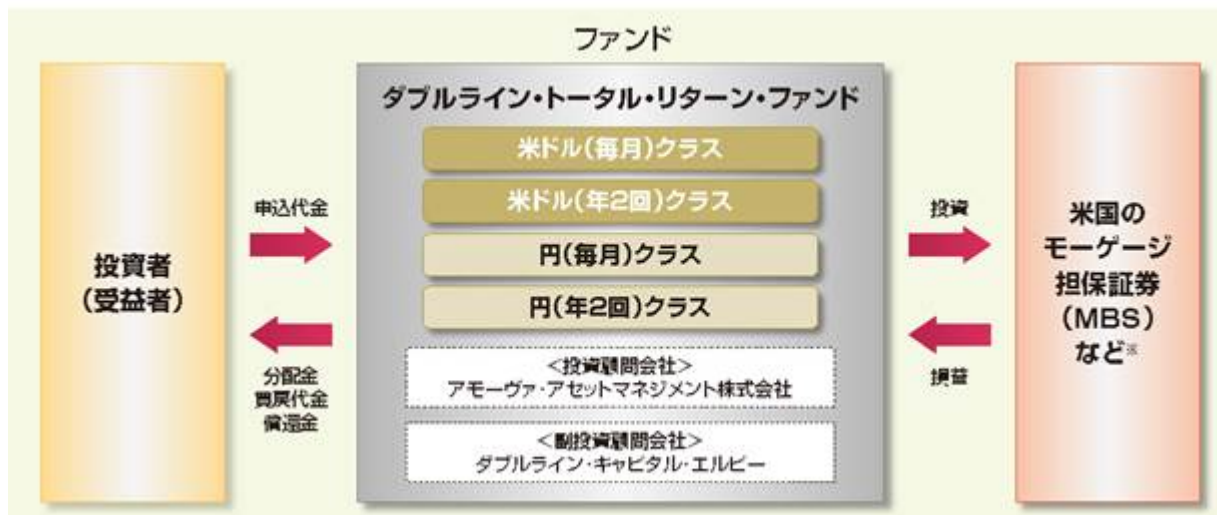 ファンド
投資者
（受益者）
申込代金
分配金
買戻代金
償還金
ダブルライン・トータル・リターン・ファンド
米ドル（毎月）クラス
米ドル（年2回）クラス
円（毎月）クラス
円（年2回）クラス
＜投資顧問会社＞
アモーヴァ・アセットマネジメント株式会社
＜副投資顧問会社＞
ダブルライン・キャピタル・エルピー
投資
損益
米国の
モーゲージ
担保証券
（MBS）
など※